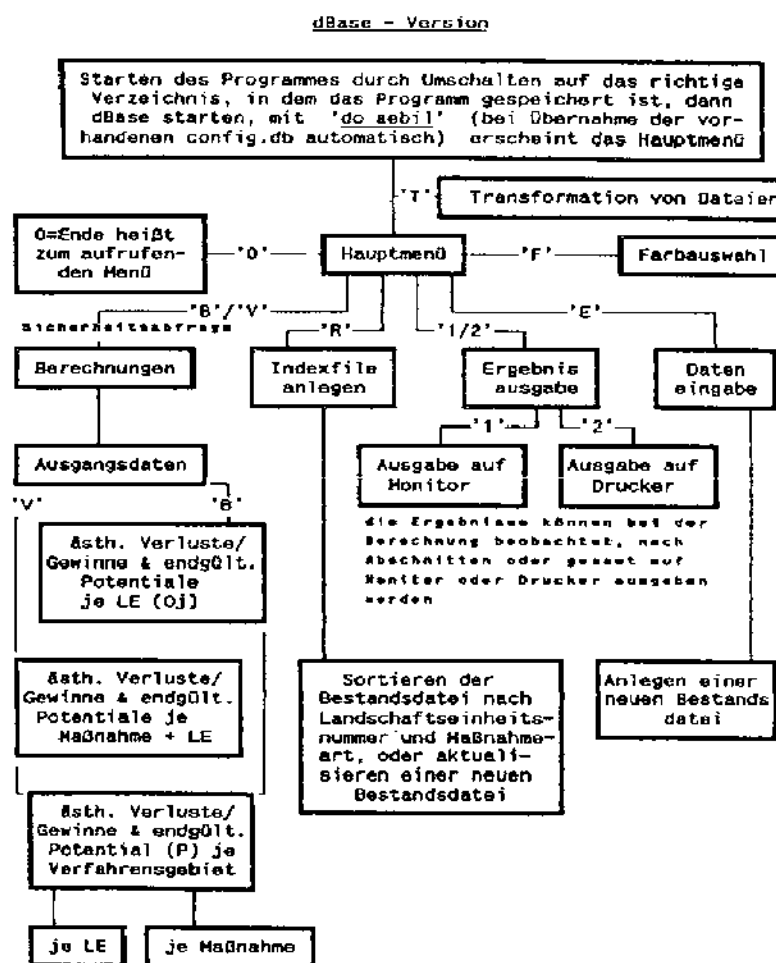 dBase - Version
Starten des Programmes durch Umschalten auf das richtige
Verzeichnis, in dem das Programm gespeichert ist, dann
dBase starten, mit 'do aebil' (bei Übernahme der vor-
handenen config.db automatisch) erscheint das Hauptmenü
'T'
Transformation von Dateien
0=Ende heißt
zum aufrufen-
den Menü
'0'
Hauptmenü
'F'
Farbauswahl
'B'/'V'
'R'
'1/2'
'E'
Sicherheitsabfrage
Berechnungen
Indexfile
anlegen
Ergebnis
ausgabe
Daten
eingabe
'1'
'2'
Ausgangsdaten
Ausgabe auf
Monitor
Ausgabe auf
Drucker
'V'
'B'
die Ergebnisse können bei der
Berechnung beobachtet, nach
Abschnitten oder gesamt auf
Monitor oder Drucker ausgeben
werden
ästh. Verluste/
Gewinne & endgült.
Potentiale
je LE (Oj)
ästh. Verluste/
Gewinne & endgült.
Potentiale je
Maßnahme + LE
Sortieren der
Bestandsdatei nach
Landschaftseinheits-
nummer und Maßnahme-
art, oder aktuali-
sieren einer neuen
Bestandsdatei
Anlegen einer
neuen Bestands
datei
ästh. Verluste/
Gewinne & endgült.
Potential (P) je
Verfahrensgebiet
je LE
je Maßnahme